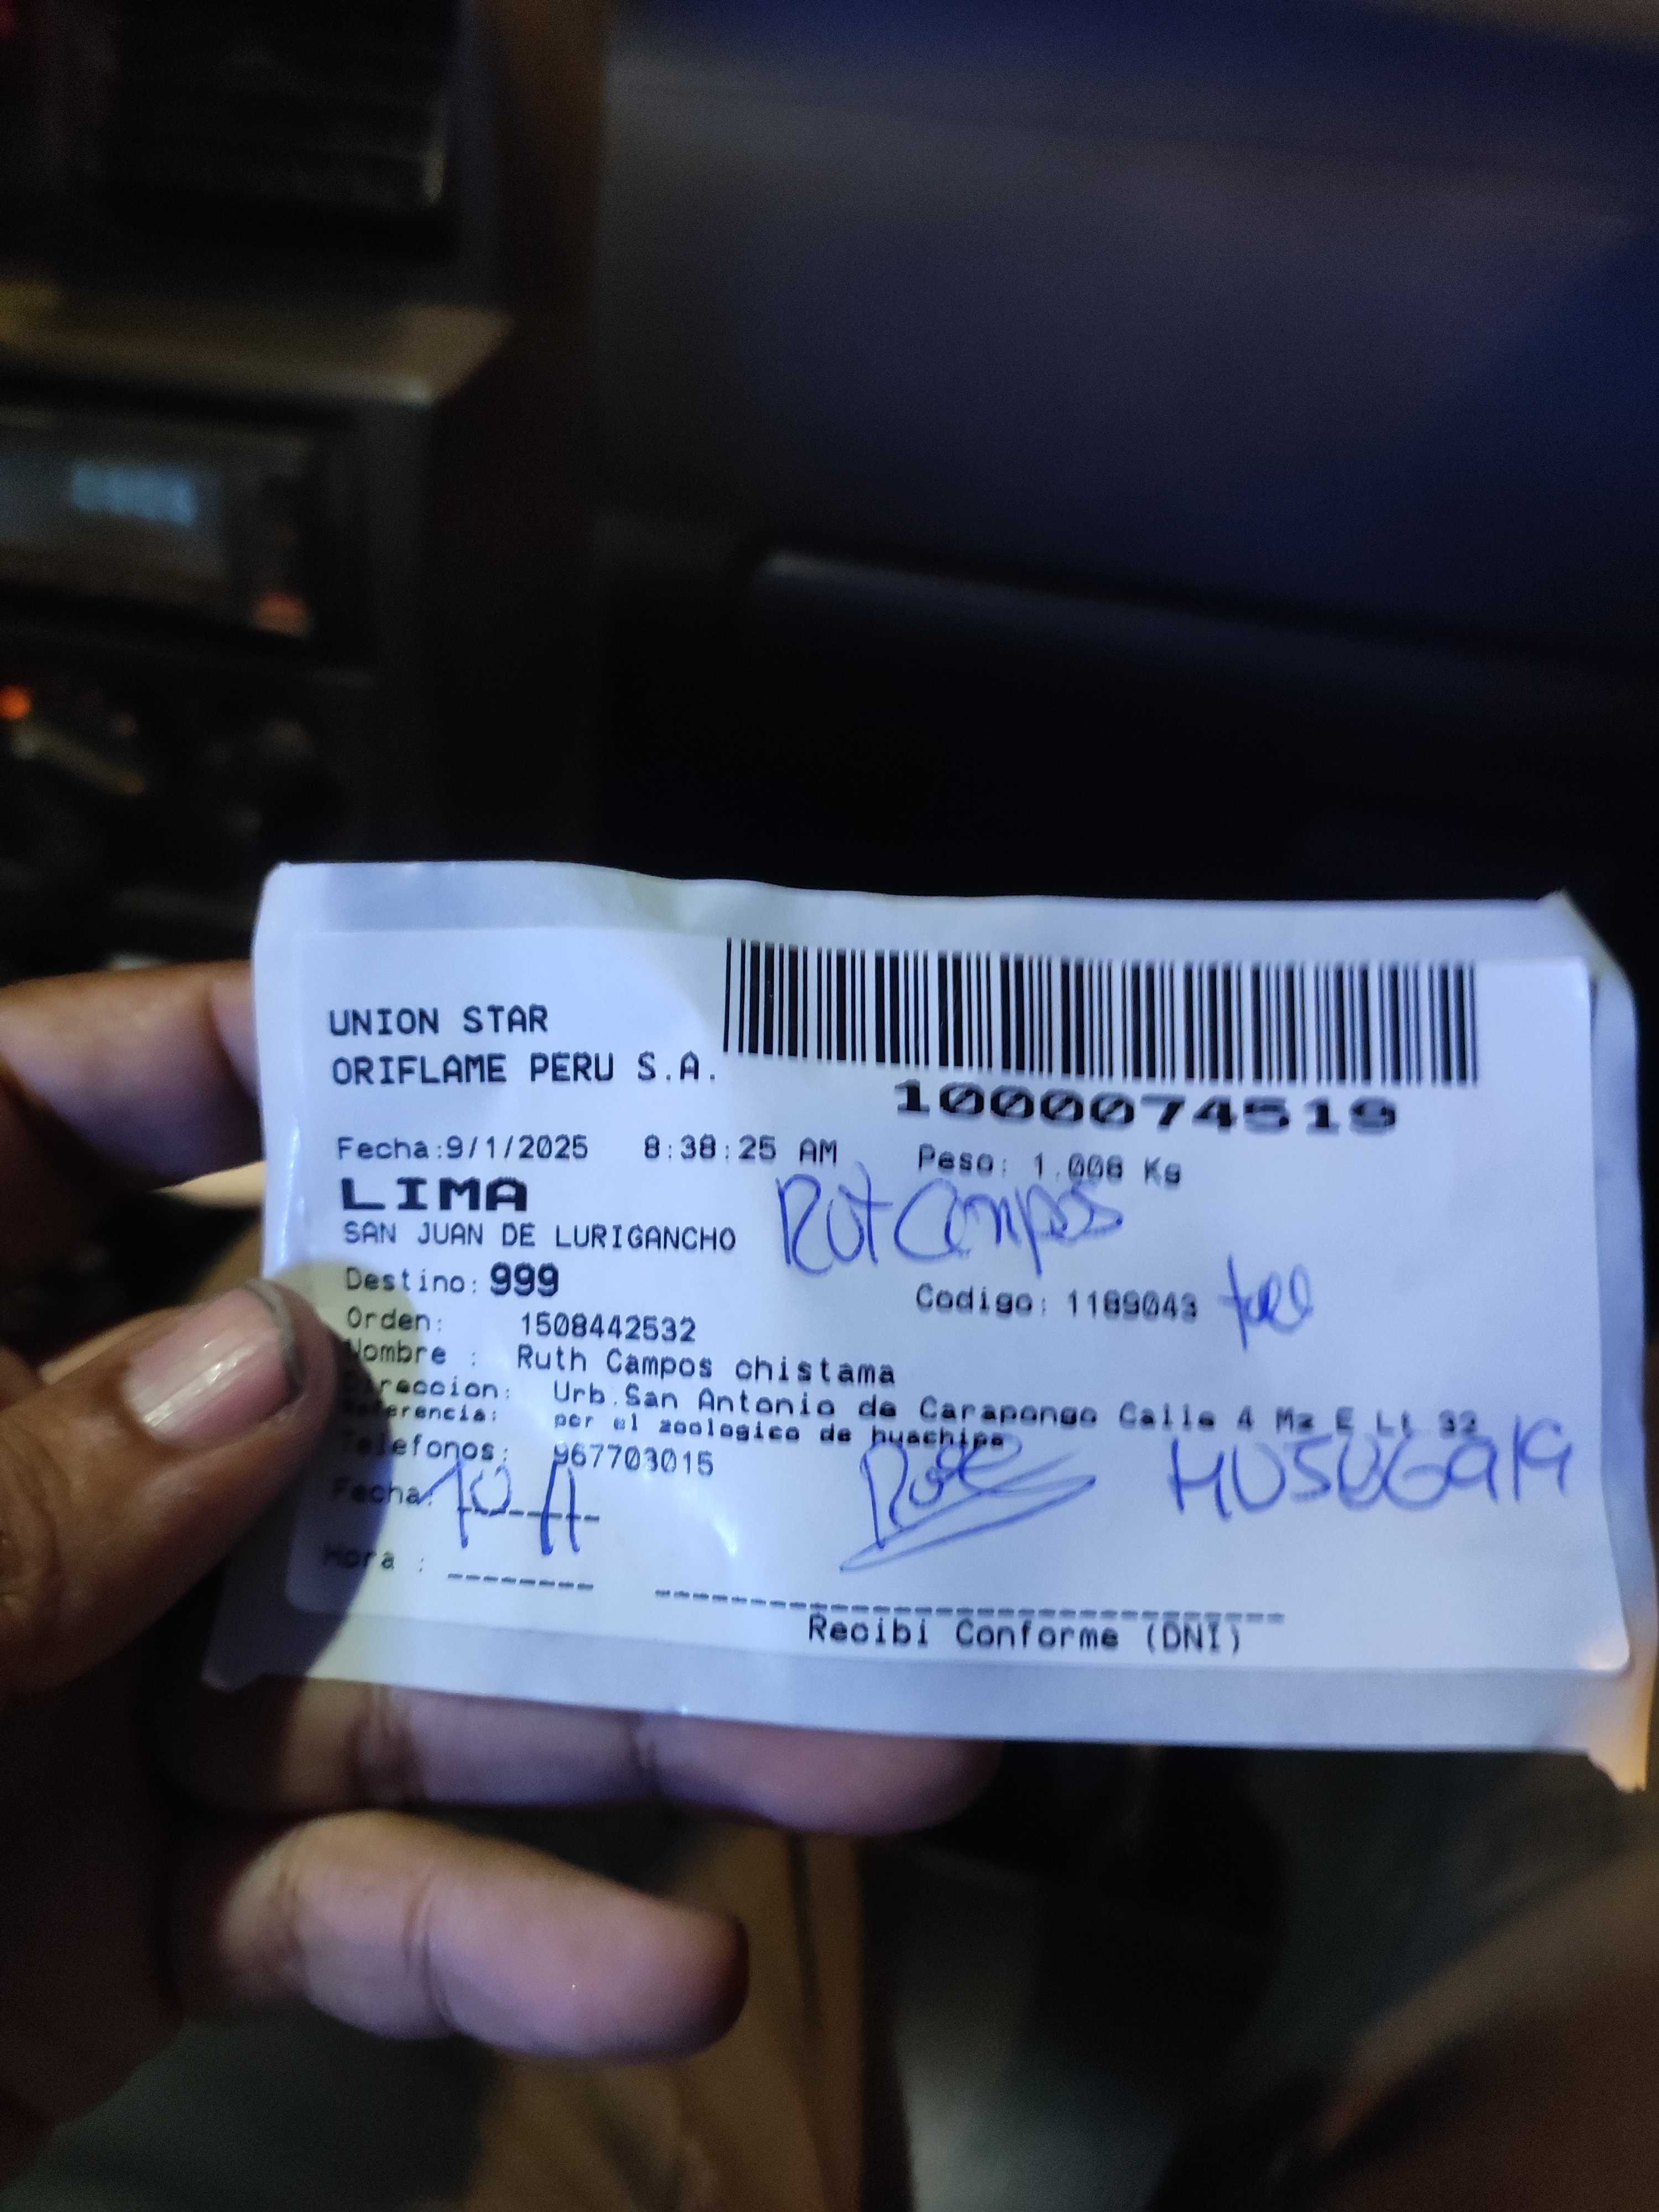 UNION STAR
ORIFLAME PERU S.A.
1000074519
Fecha:9/1/2025 8:38:25 AM Peso: 1.008 Kg
LIMA
SAN JUAN DE LURIGANCHO Rut Campos
Destino: 999
Codigo: 1189043
Orden: 1508442532
Nombre : Ruth Campos chistama
Direccion: Urb.San Antonio de Carapongo Calle 4 Mz E Lt 32
Referencia: por el zoologico de huachipa
Telefonos: 967703015
Fecha: 10
Hora :
Recibi Conforme (DNI)